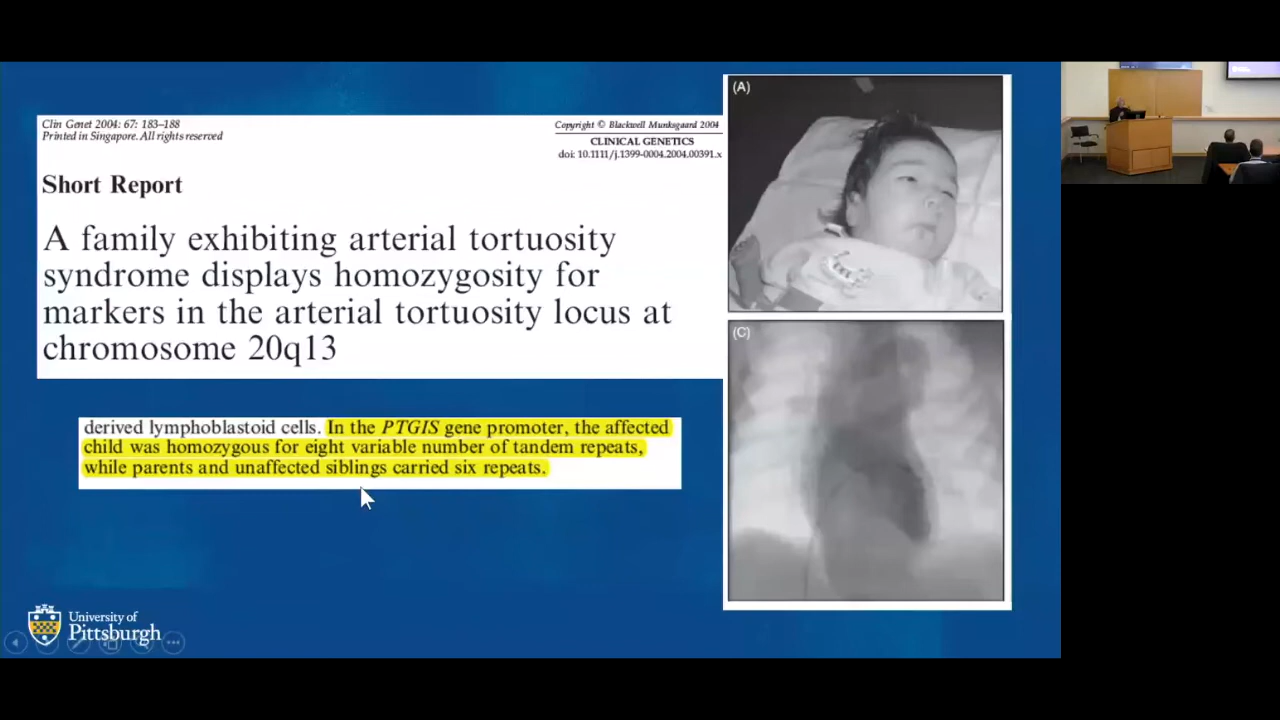 Clin Genet 2004: 67: 183–188
Printed in Singapore. All rights reserved
Copyright © Blackwell Munksgaard 2004
CLINICAL GENETICS
doi: 10.1111/j.1399-0004.2004.00391.x
Short Report
A family exhibiting arterial tortuosity
syndrome displays homozygosity for
markers in the arterial tortuosity locus at
chromosome 20q13
derived lymphoblastoid cells. In the PTGIS gene promoter, the affected
child was homozygous for eight variable number of tandem repeats,
while parents and unaffected siblings carried six repeats.
(A)
(C)
University of
Pittsburgh